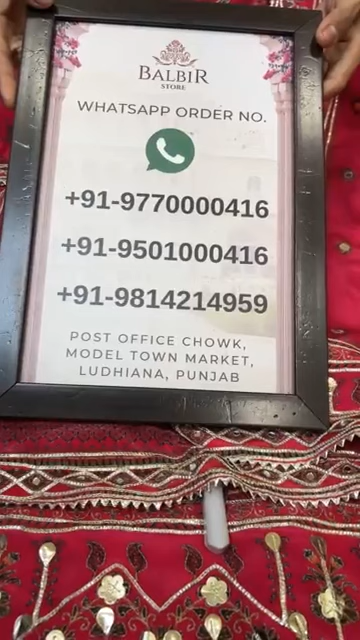 BALBIR
STORE
WHATSAPP ORDER NO.
+91-9770000416
+91-9501000416
+91-9814214959
POST OFFICE CHOWK,
MODEL TOWN MARKET,
LUDHIANA, PUNJAB